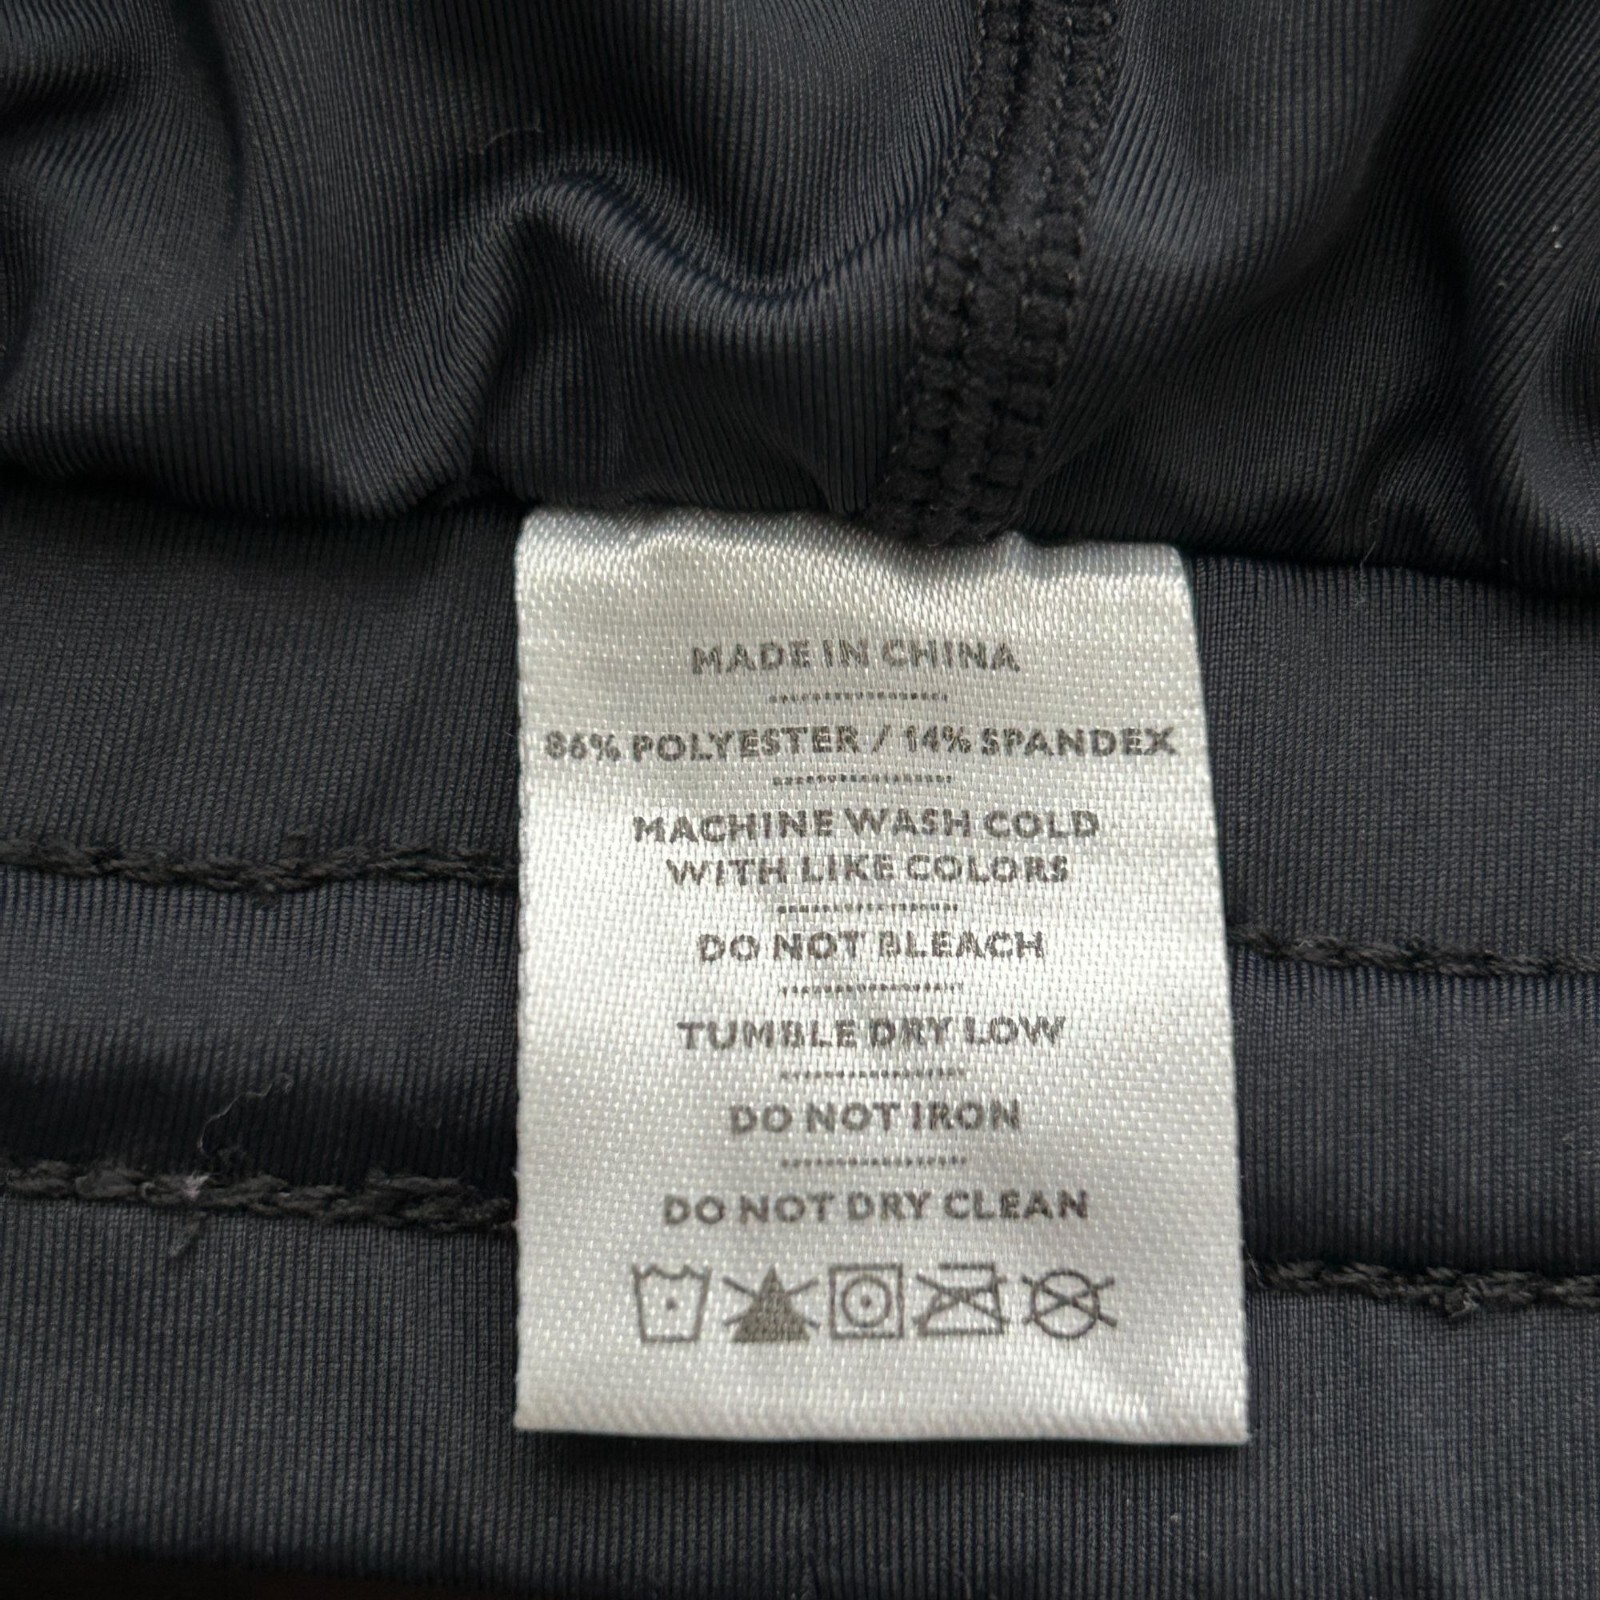 MADE IN CHINA
86% POLYESTER / 14% SPANDEX
MACHINE WASH COLD
WITH LIKE COLORS
DO NOT BLEACH
TUMBLE DRY LOW
DO NOT IRON
DO NOT DRY CLEAN